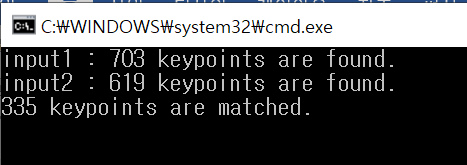 C:₩WINDOWS₩system32₩cmd.exe
input1 : 703 keypoints are found.
input2 : 619 keypoints are found.
335 keypoints are matched.